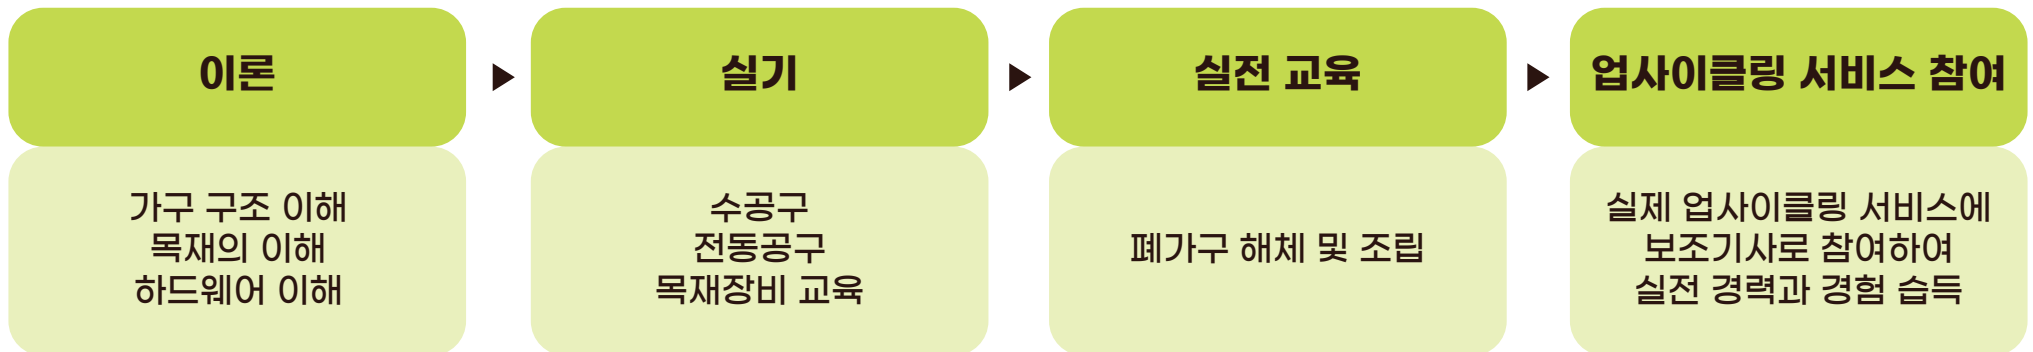 이론
가구 구조 이해
목재의 이해
하드웨어 이해
실기
수공구
전동공구
목재장비 교육
실전 교육
폐가구 해체 및 조립
업사이클링 서비스 참여
실제 업사이클링 서비스에
보조기사로 참여하여
실전 경력과 경험 습득